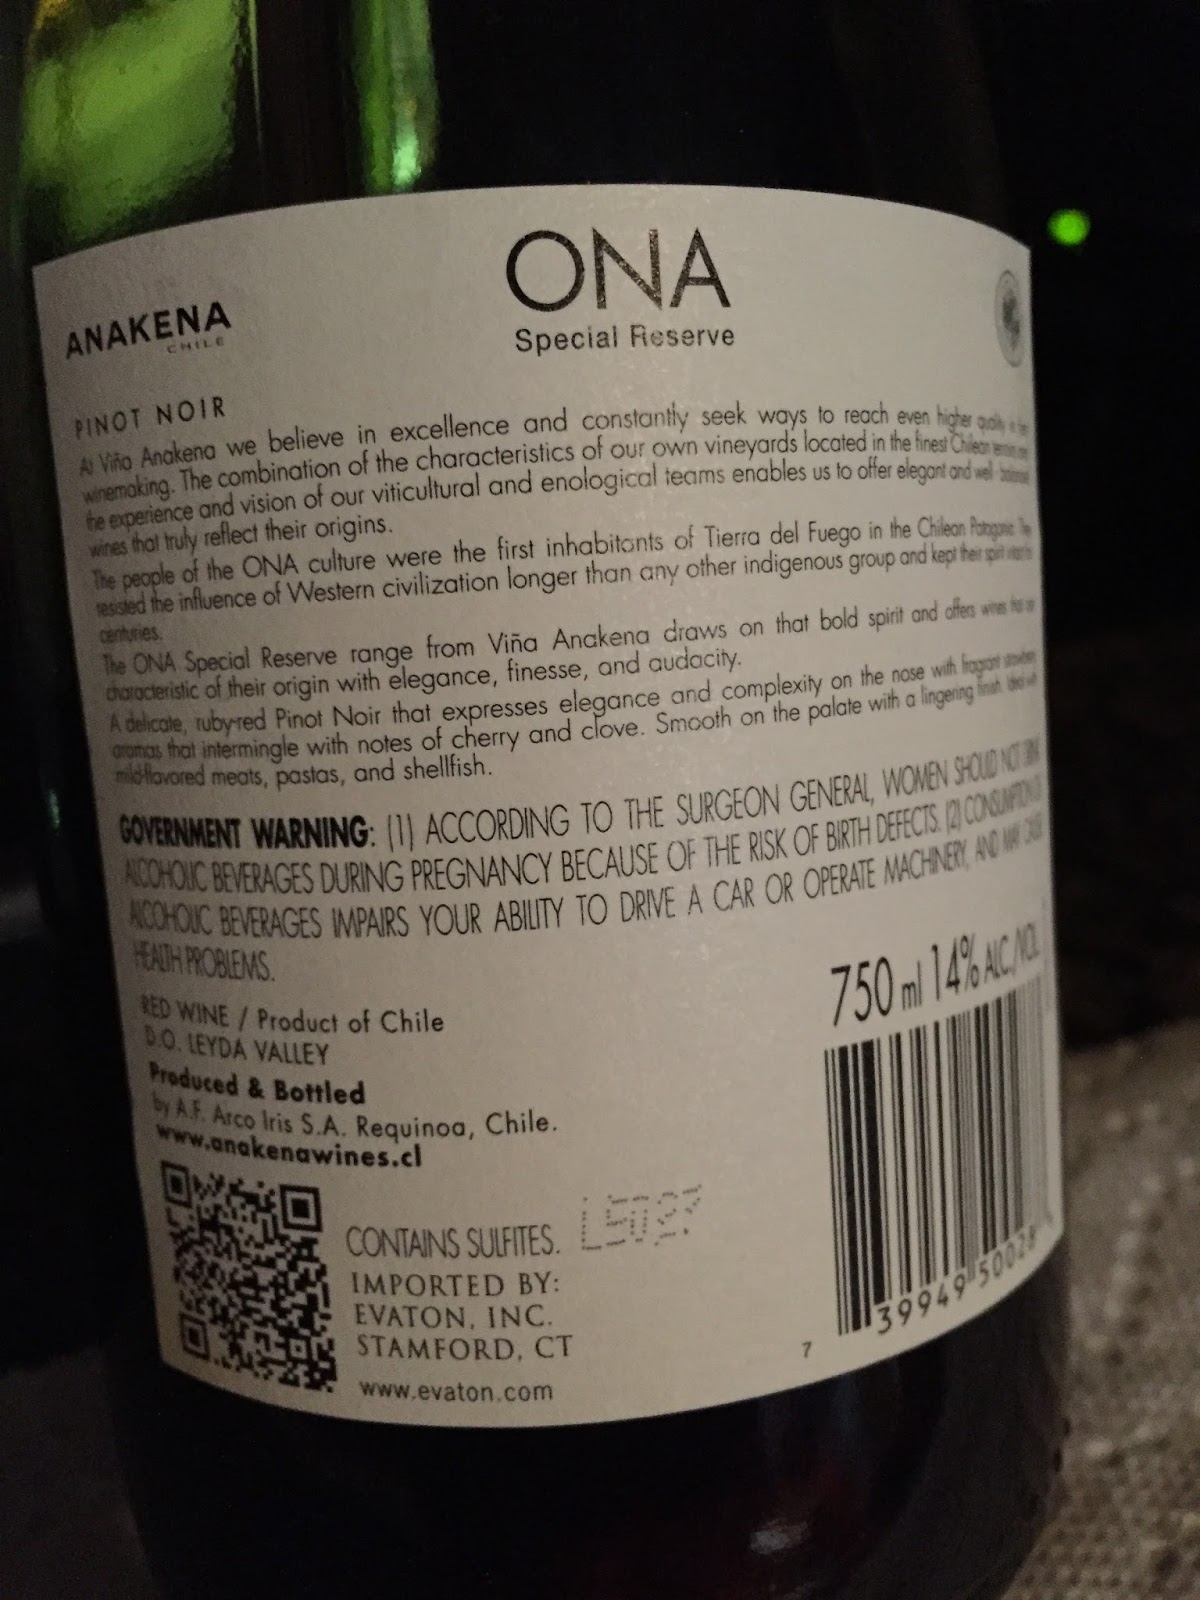 ONA
Special Reserve
ANAKENA
CHILE
PINOT NOIR
At Viña Anakena we believe in excellence and constantly seek ways to reach even higher quality in
winemaking. The combination of the characteristics of our own vineyards located in the finest Chilean
the experience and vision of our viticultural and enological teams enables us to offer elegant and well
wines that truly reflect their origins.
The people of the ONA culture were the first inhabitants of Tierra del Fuego in the Chilean
resisted the influence of Western civilization longer than any other indigenous group and kept their spirit
centuries.
The ONA Special Reserve range from Viña Anakena draws on that bold spirit and offers wines that
characteristic of their origin with elegance, finesse, and audacity.
A delicate, ruby-red Pinot Noir that expresses elegance and complexity on the nose with fragrant
aromas that intermingle with notes of cherry and clove. Smooth on the palate with a lingering finish.
mild-flavored meats, pastas, and shellfish.
GOVERNMENT WARNING: (1) ACCORDING TO THE SURGEON GENERAL, WOMEN SHOULD NOT DRINK
ALCOHOLIC BEVERAGES DURING PREGNANCY BECAUSE OF THE RISK OF BIRTH DEFECTS. (2) CONSUMPTION OF
ALCOHOLIC BEVERAGES IMPAIRS YOUR ABILITY TO DRIVE A CAR OR OPERATE MACHINERY, AND MAY CAUSE
HEALTH PROBLEMS.
750 ml 14% ALC./VOL
RED WINE / Product of Chile
D.O. LEYDA VALLEY
Produced & Bottled
by A.F. Arco Iris S.A. Requinoa, Chile.
www.anakenawines.cl
CONTAINS SULFITES.
IMPORTED BY:
EVATON, INC.
STAMFORD, CT
www.evaton.com
7 39949 50028